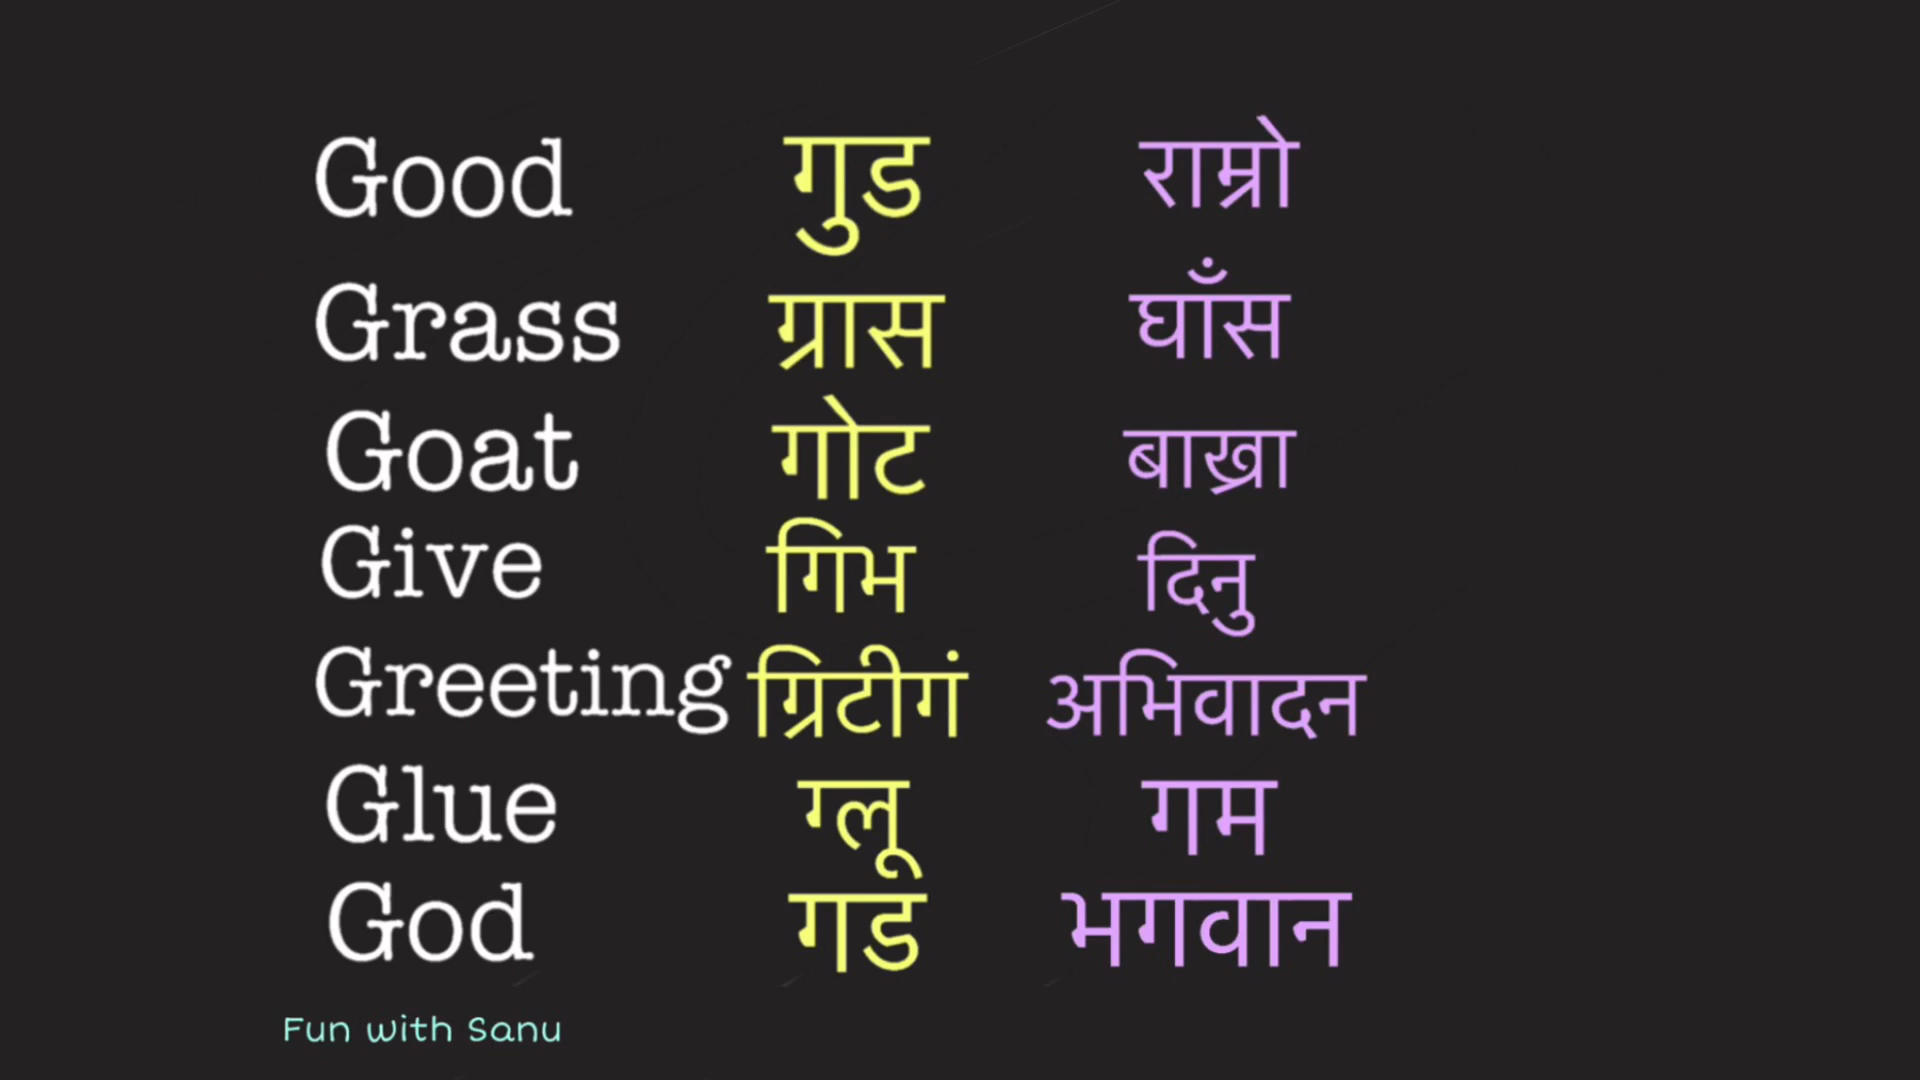 Good गुड राम्रो
Grass ग्रास घाँस
Goat गोट बाख्रा
Give गिभ दिनु
Greeting ग्रिटीगं अभिवादन
Glue ग्लू गम
God गड भगवान
Fun with Sanu